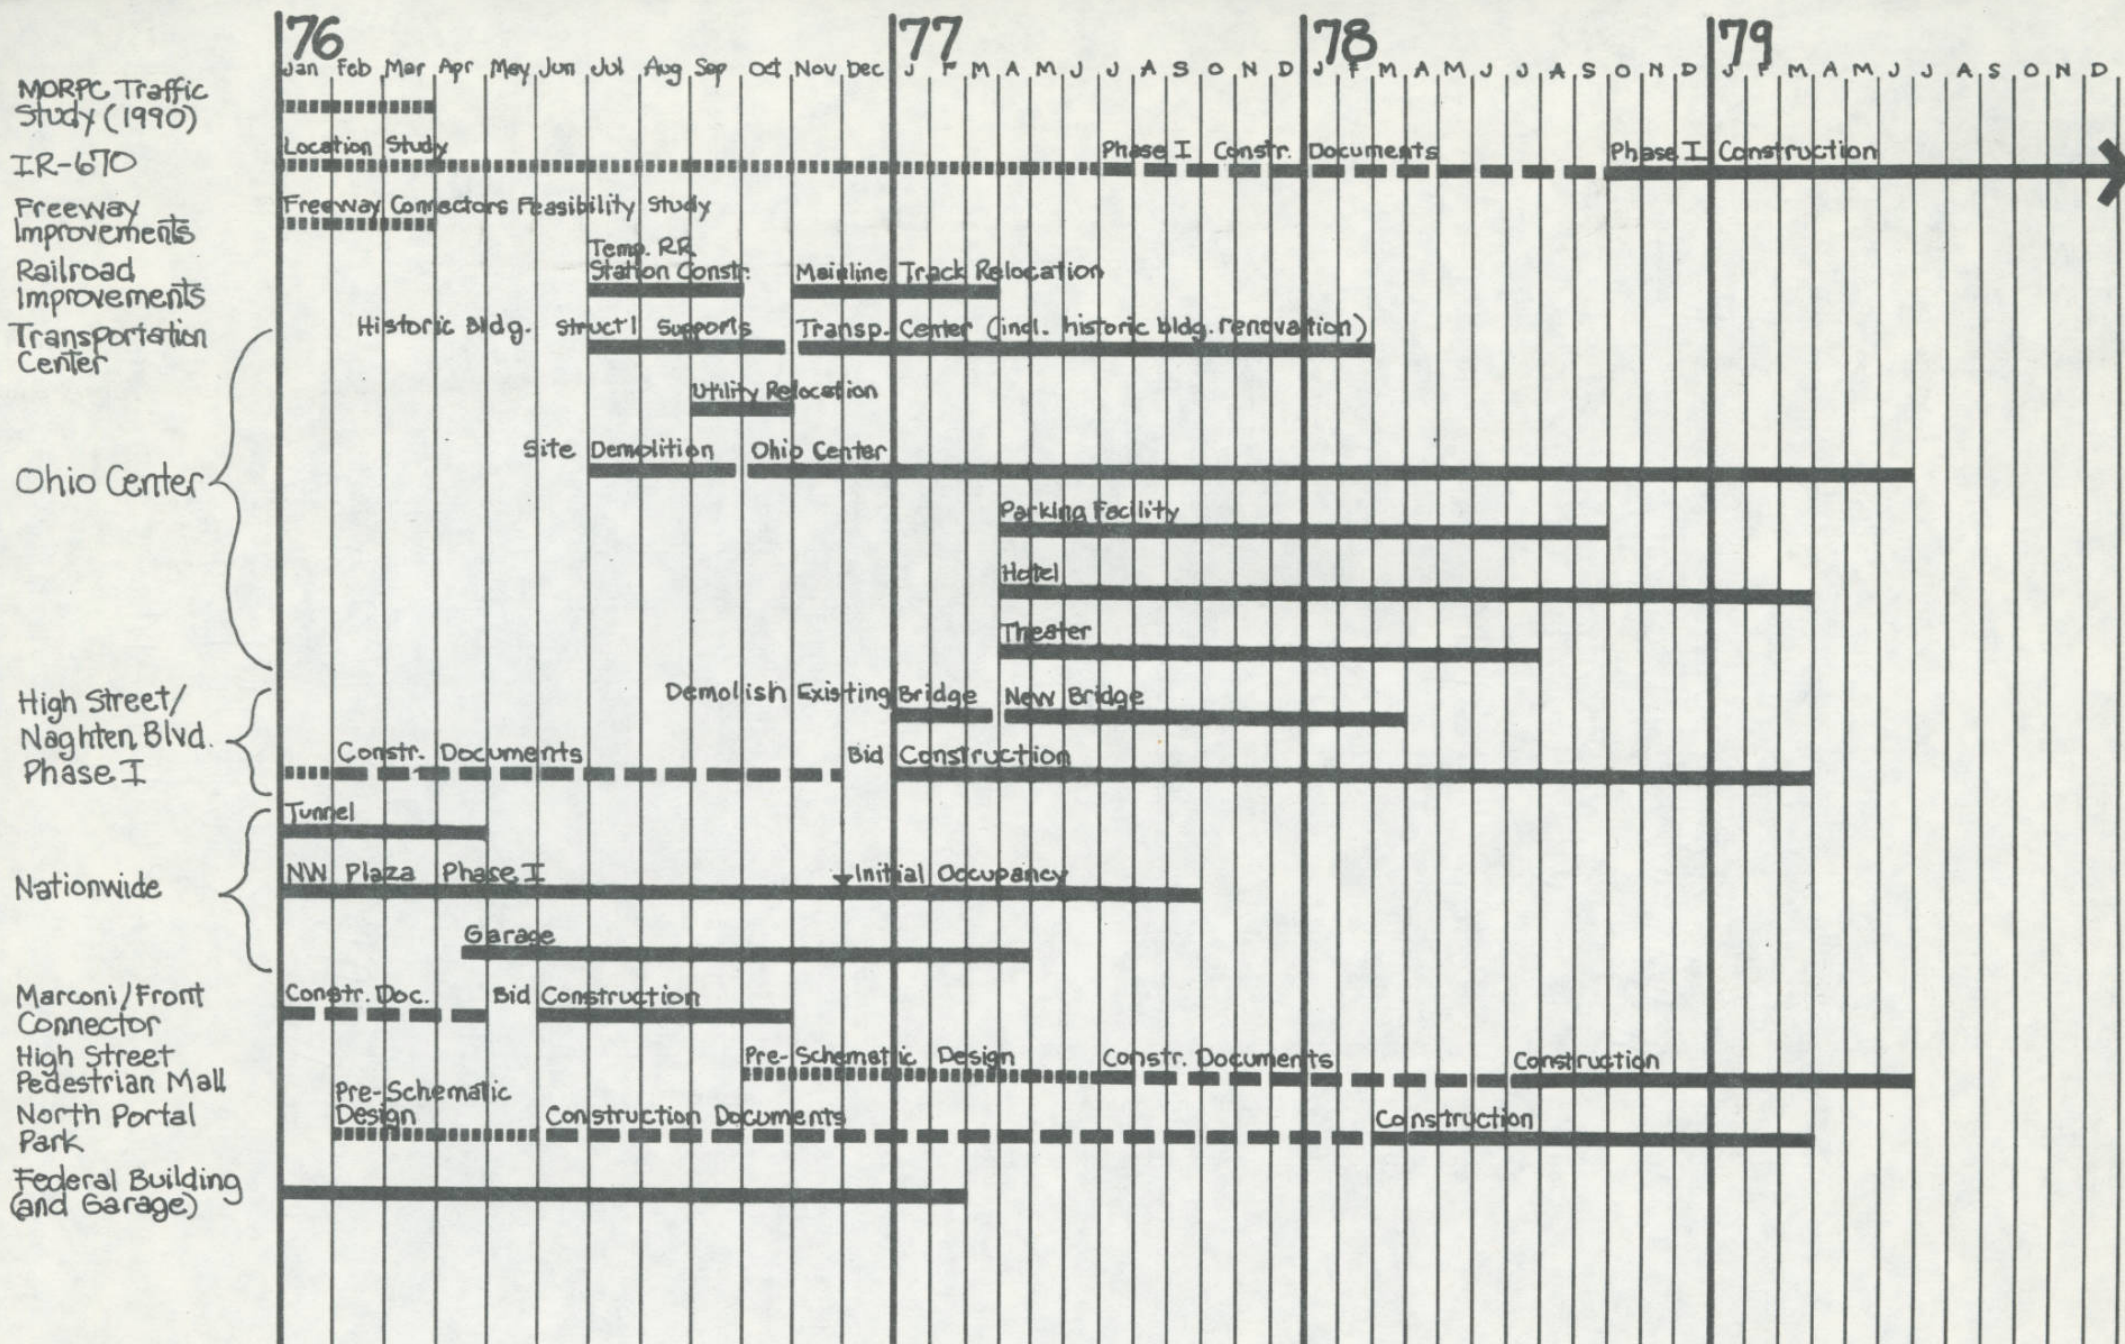 76 77 78 79
Jan Feb Mar Apr May Jun Jul Aug Sep Oct Nov Dec J F M A M J J A S O N D J F M A M J J A S O N D J F M A M J J A S O N D
MORPC Traffic
Study (1990)
Location Study Phase I Constr. Documents Phase I Construction
IR-670
Freeway
Improvements
Freeway Connectors Feasibility Study
Temp. RR
Station Constr. Mainline Track Relocation
Railroad
Improvements
Transportation
Center
Historic Bldg. Struct'l Supports Transp. Center (incl. historic bldg. renovation)
Utility Relocation
Site Demolition Ohio Center
Ohio Center
Parking Facility
Hotel
Theater
High Street/
Naghten Blvd.
Phase I
Demolish Existing Bridge New Bridge
Constr. Documents Bid Construction
Tunnel
Nationwide
NW Plaza Phase I Initial Occupancy
Garage
Marconi/Front
Connector
Constr. Doc. Bid Construction
High Street
Pedestrian Mall
Pre-Schematic Design Constr. Documents Construction
North Portal
Park
Pre-Schematic
Design Construction Documents Construction
Federal Building
(and Garage)